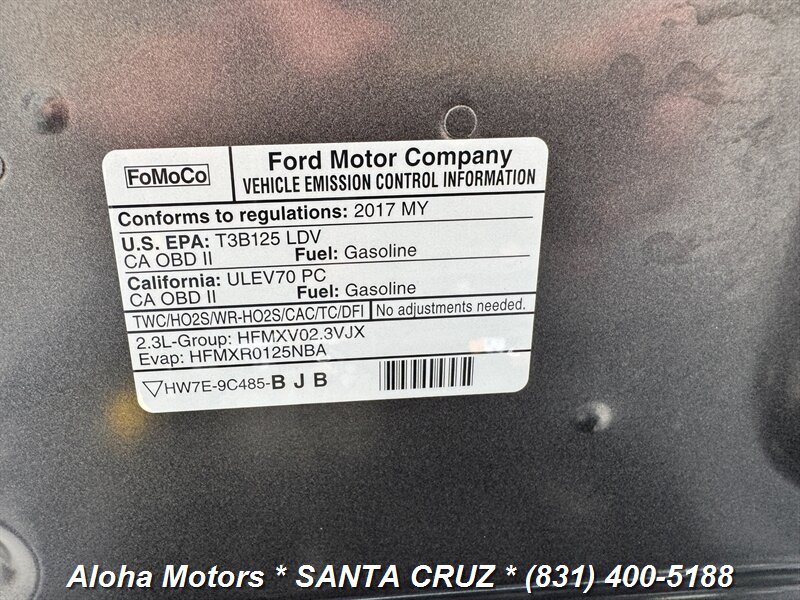 FoMoCo
Ford Motor Company
VEHICLE EMISSION CONTROL INFORMATION
Conforms to regulations: 2017 MY
U.S. EPA: T3B125 LDV
CA OBD II Fuel: Gasoline
California: ULEV70 PC
CA OBD II Fuel: Gasoline
TWC/HO2S/WR-HO2S/CAC/TC/DFI No adjustments needed.
2.3L-Group: HFMXV02.3VJX
Evap: HFMXR0125NBA
HW7E-9C485-B J B
Aloha Motors * SANTA CRUZ * (831) 400-5188